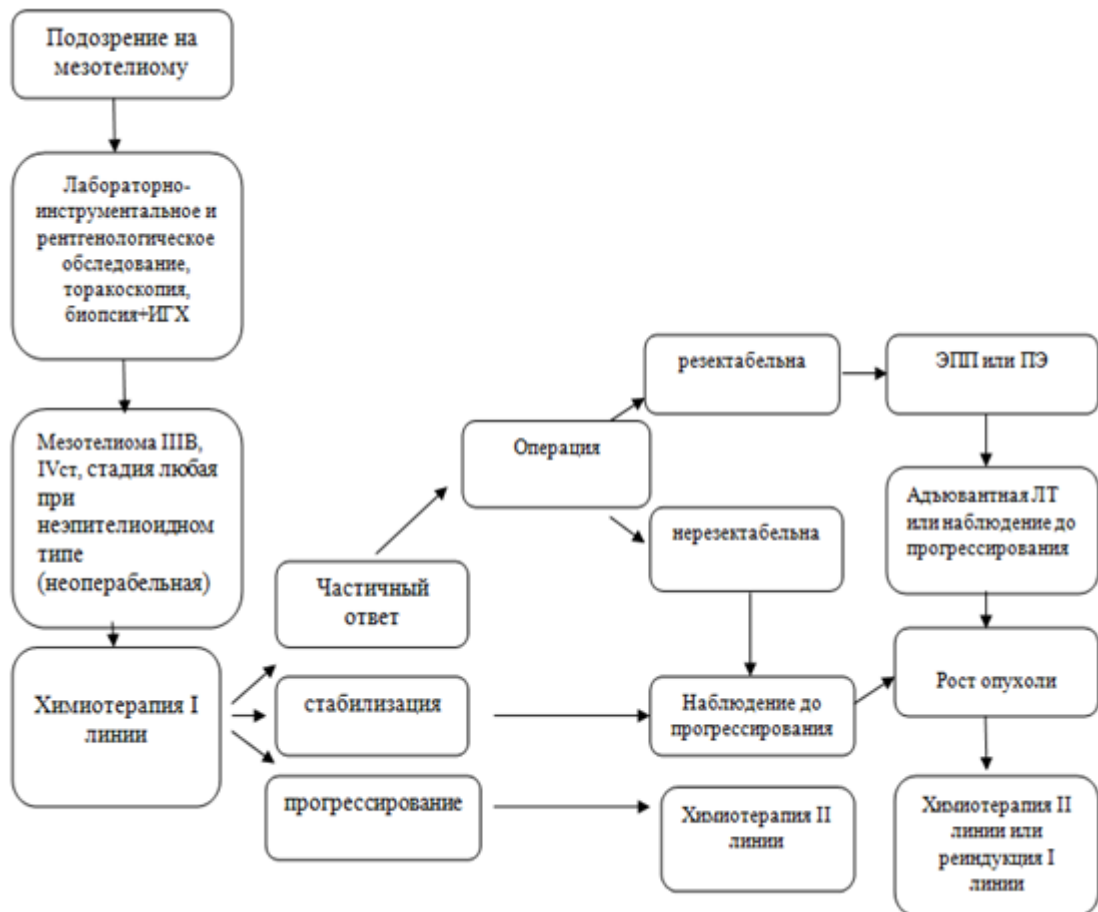 Подозрение на
мезотелиому
Лабораторно-
инструментальное и
рентгенологическое
обследование,
торакоскопия,
биопсия+ИГХ
Мезотелиома IIIB,
IVст, стадия любая
при
неэпителиоидном
типе
(неоперабельная)
Химиотерапия I
линии
Частичный
ответ
стабилизация
прогрессирование
Операция
резектабельна
нерезектабельна
Наблюдение до
прогрессирования
Химиотерапия II
линии
ЭПП или ПЭ
Адъювантная ЛТ
или наблюдение до
прогрессирования
Рост опухоли
Химиотерапия II
линии или
реиндукция I
линии